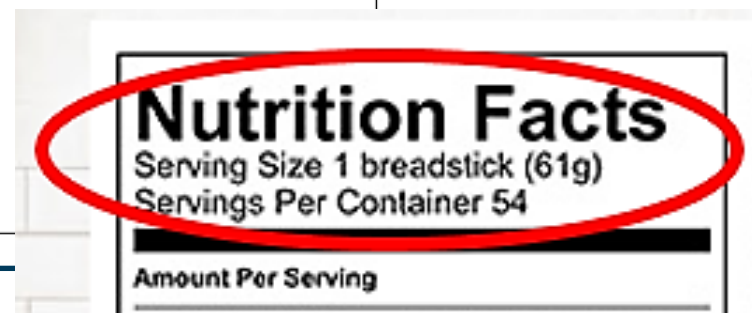 Nutrition Facts
Serving Size 1 breadstick (61g)
Servings Per Container 54
Amount Per Serving